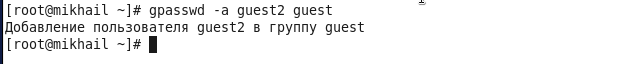 [root@mikhail ~]# gpasswd -a guest2 guest
Добавление пользователя guest2 в группу guest
[root@mikhail ~]#